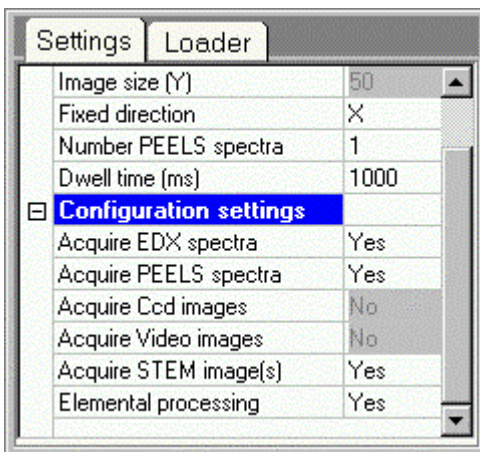 Settings Loader
Image size (Y) 50
Fixed direction X
Number PEELS spectra 1
Dwell time (ms) 1000
Configuration settings
Acquire EDX spectra Yes
Acquire PEELS spectra Yes
Acquire Ccd images No
Acquire Video images No
Acquire STEM image(s) Yes
Elemental processing Yes